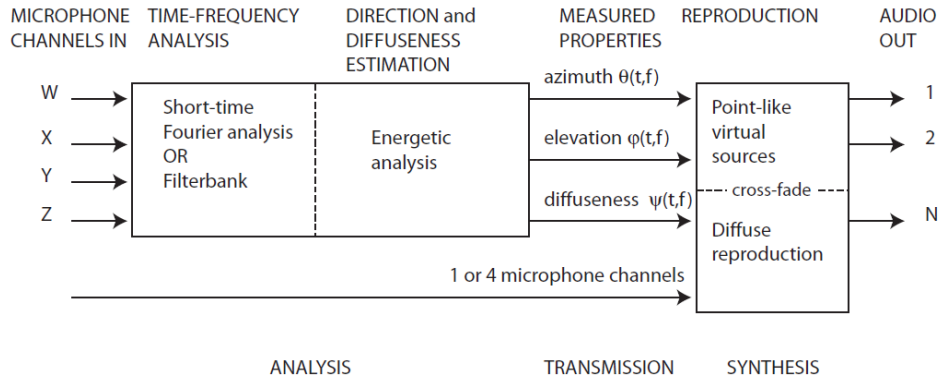 MICROPHONE
CHANNELS IN
TIME-FREQUENCY
ANALYSIS
DIRECTION and
DIFFUSENESS
ESTIMATION
MEASURED
PROPERTIES
REPRODUCTION
AUDIO
OUT
W
X
Y
Z
Short-time
Fourier analysis
OR
Filterbank
Energetic
analysis
azimuth θ(t,f)
elevation φ(t,f)
diffuseness ψ(t,f)
1 or 4 microphone channels
Point-like
virtual
sources
cross-fade
Diffuse
reproduction
1
2
N
ANALYSIS
TRANSMISSION
SYNTHESIS